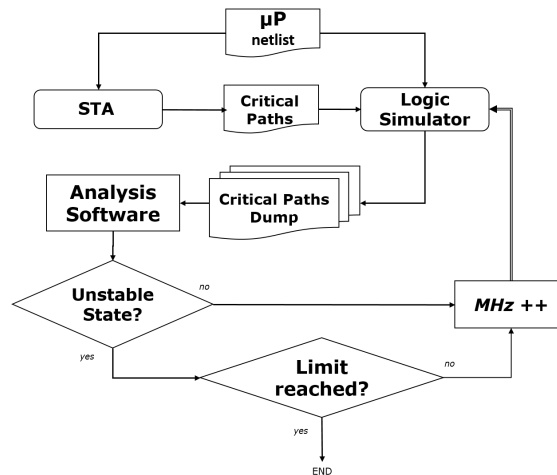 µP
netlist
STA
Critical
Paths
Logic
Simulator
Analysis
Software
Critical Paths
Dump
Unstable
State?
no
MHz ++
yes
Limit
reached?
no
yes
END